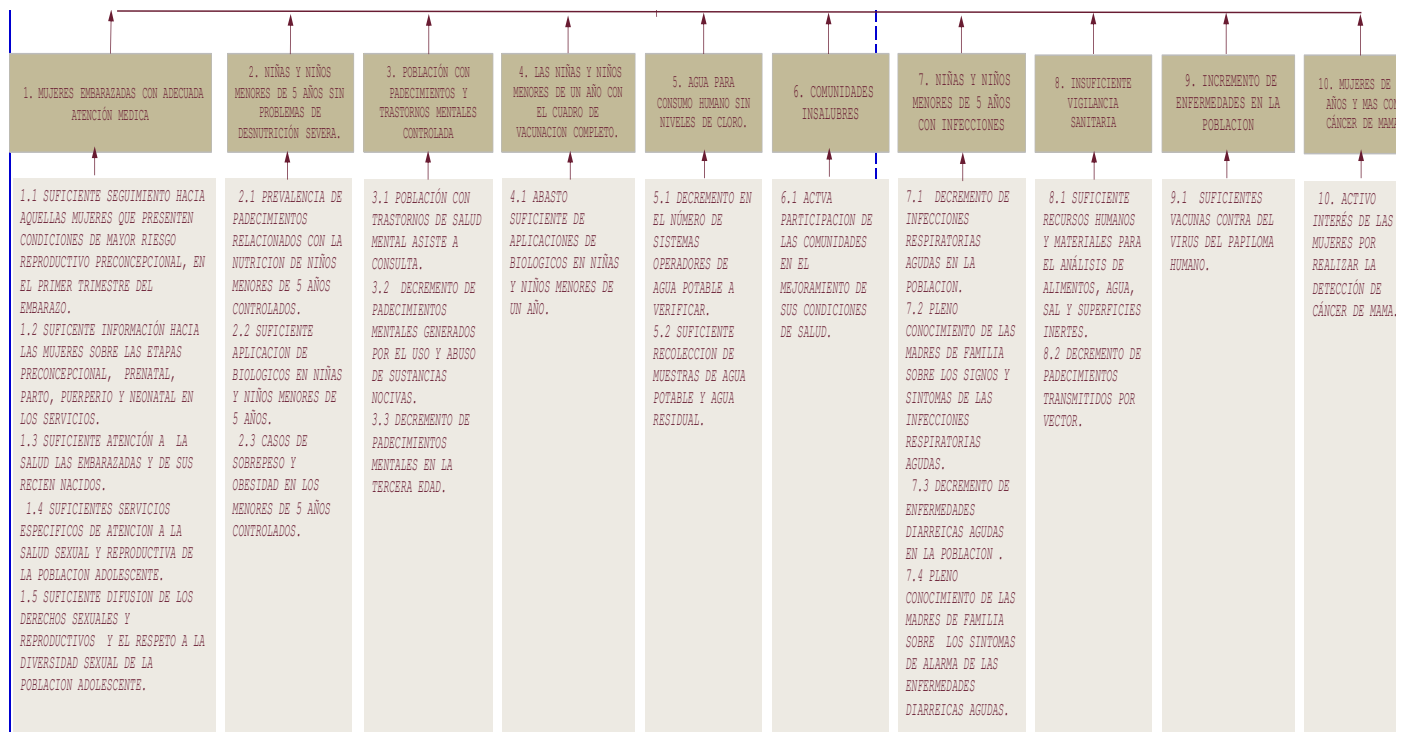 1. MUJERES EMBARAZADAS CON ADECUADA
ATENCIÓN MEDICA
2. NIÑAS Y NIÑOS
MENORES DE 5 AÑOS SIN
PROBLEMAS DE
DESNUTRICIÓN SEVERA.
3. POBLACIÓN CON
PADECIMIENTOS Y
TRASTORNOS MENTALES
CONTROLADA
4. LAS NIÑAS Y NIÑOS
MENORES DE UN AÑO CON
EL CUADRO DE
VACUNACION COMPLETO.
5. AGUA PARA
CONSUMO HUMANO SIN
NIVELES DE CLORO.
6. COMUNIDADES
INSALUBRES
7. NIÑAS Y NIÑOS
MENORES DE 5 AÑOS
CON INFECCIONES
8. INSUFICIENTE
VIGILANCIA
SANITARIA
9. INCREMENTO DE
ENFERMEDADES EN LA
POBLACION
10. MUJERES DE
AÑOS Y MAS CON
CÁNCER DE MAMA
1.1 SUFICIENTE SEGUIMIENTO HACIA
AQUELLAS MUJERES QUE PRESENTEN
CONDICIONES DE MAYOR RIESGO
REPRODUCTIVO PRECONCEPCIONAL, EN
EL PRIMER TRIMESTRE DEL
EMBARAZO.
1.2 SUFICENTE INFORMACIÓN HACIA
LAS MUJERES SOBRE LAS ETAPAS
PRECONCEPCIONAL, PRENATAL,
PARTO, PUERPERIO Y NEONATAL EN
LOS SERVICIOS.
1.3 SUFICIENTE ATENCIÓN A LA
SALUD LAS EMBARAZADAS Y DE SUS
RECIEN NACIDOS.
1.4 SUFICIENTES SERVICIOS
ESPECIFICOS DE ATENCION A LA
SALUD SEXUAL Y REPRODUCTIVA DE
LA POBLACION ADOLESCENTE.
1.5 SUFICIENTE DIFUSION DE LOS
DERECHOS SEXUALES Y
REPRODUCTIVOS Y EL RESPETO A LA
DIVERSIDAD SEXUAL DE LA
POBLACION ADOLESCENTE.
2.1 PREVALENCIA DE
PADECIMIENTOS
RELACIONADOS CON LA
NUTRICION DE NIÑOS
MENORES DE 5 AÑOS
CONTROLADOS.
2.2 SUFICIENTE
APLICACION DE
BIOLOGICOS EN NIÑAS
Y NIÑOS MENORES DE
5 AÑOS.
2.3 CASOS DE
SOBREPESO Y
OBESIDAD EN LOS
MENORES DE 5 AÑOS
CONTROLADOS.
3.1 POBLACIÓN CON
TRASTORNOS DE SALUD
MENTAL ASISTE A
CONSULTA.
3.2 DECREMENTO DE
PADECIMIENTOS
MENTALES GENERADOS
POR EL USO Y ABUSO
DE SUSTANCIAS
NOCIVAS.
3.3 DECREMENTO DE
PADECIMIENTOS
MENTALES EN LA
TERCERA EDAD.
4.1 ABASTO
SUFICIENTE DE
APLICACIONES DE
BIOLOGICOS EN NIÑAS
Y NIÑOS MENORES DE
UN AÑO.
5.1 DECREMENTO EN
EL NÚMERO DE
SISTEMAS
OPERADORES DE
AGUA POTABLE A
VERIFICAR.
5.2 SUFICIENTE
RECOLECCION DE
MUESTRAS DE AGUA
POTABLE Y AGUA
RESIDUAL.
6.1 ACTVA
PARTICIPACION DE
LAS COMUNIDADES
EN EL
MEJORAMIENTO DE
SUS CONDICIONES
DE SALUD.
7.1 DECREMENTO DE
INFECCIONES
RESPIRATORIAS
AGUDAS EN LA
POBLACION.
7.2 PLENO
CONOCIMIENTO DE LAS
MADRES DE FAMILIA
SOBRE LOS SIGNOS Y
SINTOMAS DE LAS
INFECCIONES
RESPIRATORIAS
AGUDAS.
7.3 DECREMENTO DE
ENFERMEDADES
DIARREICAS AGUDAS
EN LA POBLACION .
7.4 PLENO
CONOCIMIENTO DE LAS
MADRES DE FAMILIA
SOBRE LOS SINTOMAS
DE ALARMA DE LAS
ENFERMEDADES
DIARREICAS AGUDAS.
8.1 SUFICIENTE
RECURSOS HUMANOS
Y MATERIALES PARA
EL ANÁLISIS DE
ALIMENTOS, AGUA,
SAL Y SUPERFICIES
INERTES.
8.2 DECREMENTO DE
PADECIMIENTOS
TRANSMITIDOS POR
VECTOR.
9.1 SUFICIENTES
VACUNAS CONTRA DEL
VIRUS DEL PAPILOMA
HUMANO.
10. ACTIVO
INTERÉS DE LAS
MUJERES POR
REALIZAR LA
DETECCIÓN DE
CÁNCER DE MAMA.